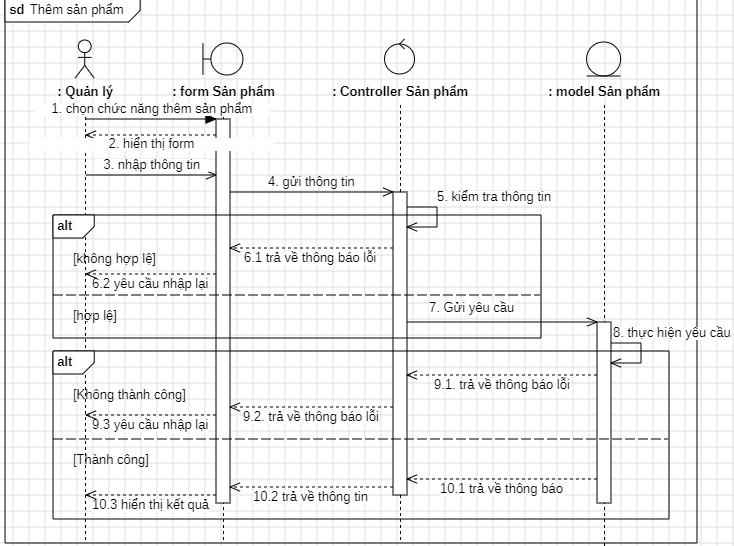 sd Thêm sản phẩm
: Quản lý
: form Sản phẩm
: Controller Sản phẩm
: model Sản phẩm
1. chọn chức năng thêm sản phẩm
2. hiển thị form
3. nhập thông tin
4. gửi thông tin
5. kiểm tra thông tin
alt
[không hợp lệ]
6.1 trả về thông báo lỗi
6.2 yêu cầu nhập lại
[hợp lệ]
7. Gửi yêu cầu
8. thực hiện yêu cầu
alt
[Không thành công]
9.1. trả về thông báo lỗi
9.2. trả về thông báo lỗi
9.3 yêu cầu nhập lại
[Thành công]
10.1 trả về thông báo
10.2 trả về thông tin
10.3 hiển thị kết quả